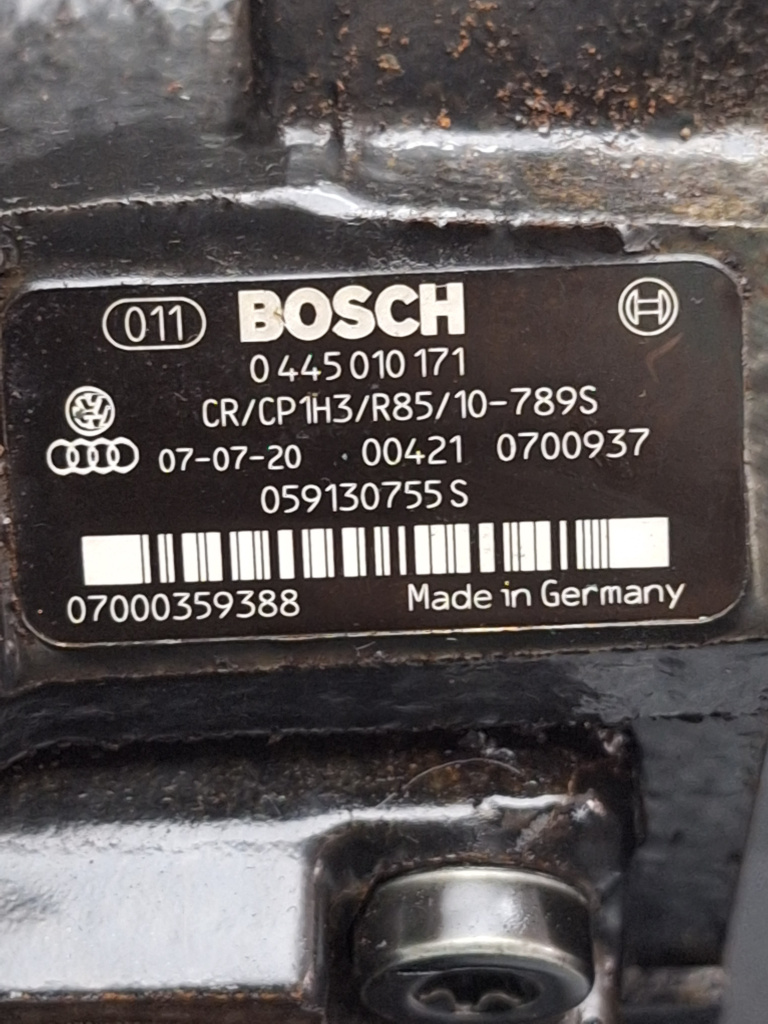 011 BOSCH
0 445 010 171
CR/CP1H3/R85/10-789S
07-07-20 00421 0700937
059130755 S
07000359388 Made in Germany